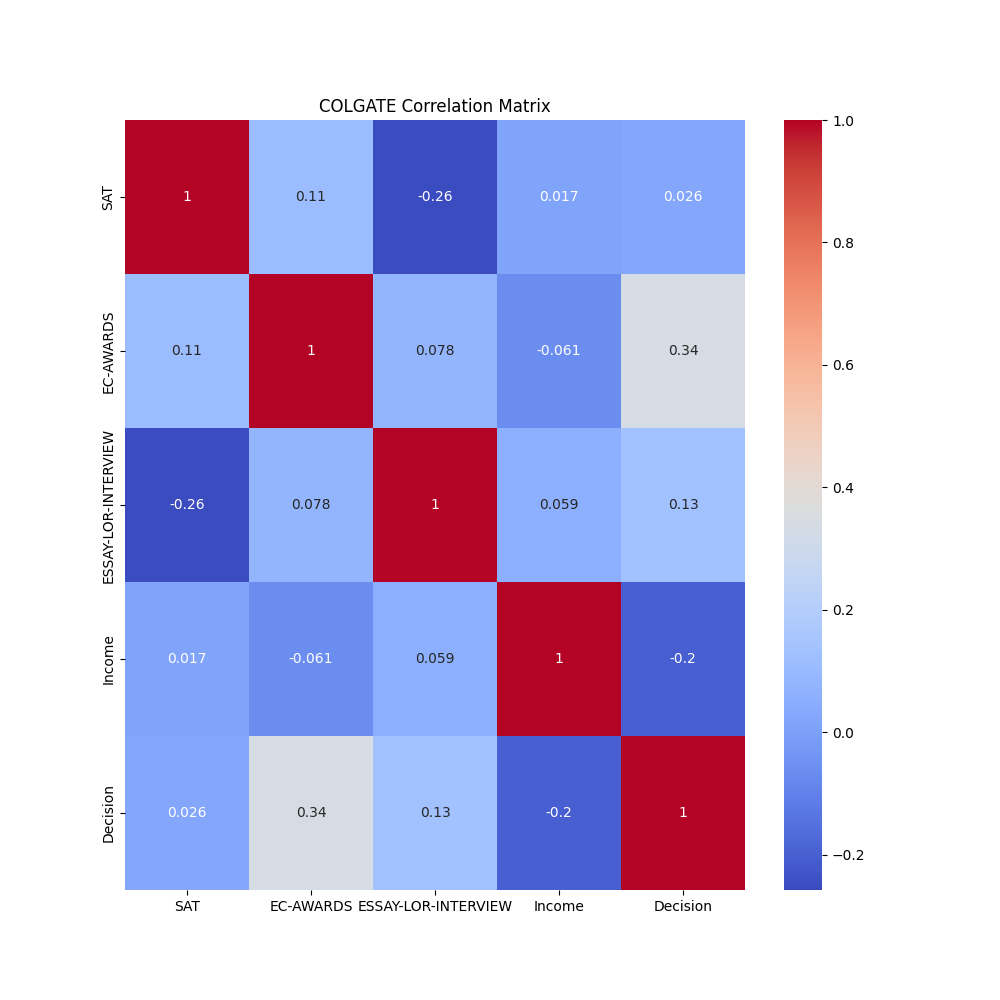 COLGATE Correlation Matrix
SAT
1
0.11
-0.26
0.017
0.026
EC-AWARDS
0.11
1
0.078
-0.061
0.34
ESSAY-LOR-INTERVIEW
-0.26
0.078
1
0.059
0.13
Income
0.017
-0.061
0.059
1
-0.2
Decision
0.026
0.34
0.13
-0.2
1
SAT
EC-AWARDS
ESSAY-LOR-INTERVIEW
Income
Decision
1.0
0.8
0.6
0.4
0.2
0.0
−0.2